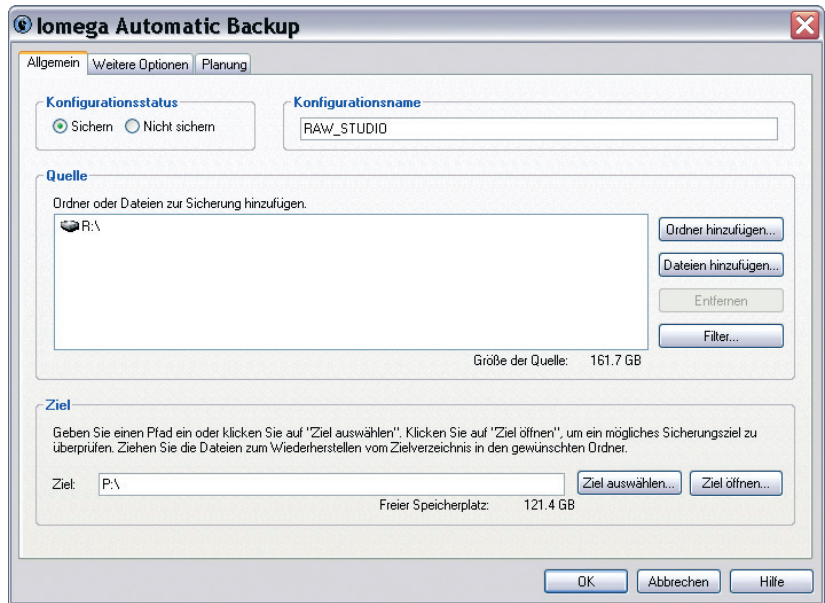 Iomega Automatic Backup
Allgemein Weitere Optionen Planung
Konfigurationsstatus
Sichern Nicht sichern
Konfigurationsname
RAW_STUDIO
Quelle
Ordner oder Dateien zur Sicherung hinzufügen.
R:\
Ordner hinzufügen...
Dateien hinzufügen...
Entfernen
Filter...
Größe der Quelle: 161.7 GB
Ziel
Geben Sie einen Pfad ein oder klicken Sie auf "Ziel auswählen". Klicken Sie auf "Ziel öffnen", um ein mögliches Sicherungsziel zu
überprüfen. Ziehen Sie die Dateien zum Wiederherstellen vom Zielverzeichnis in den gewünschten Ordner.
Ziel: P:\ Ziel auswählen... Ziel öffnen...
Freier Speicherplatz: 121.4 GB
OK Abbrechen Hilfe